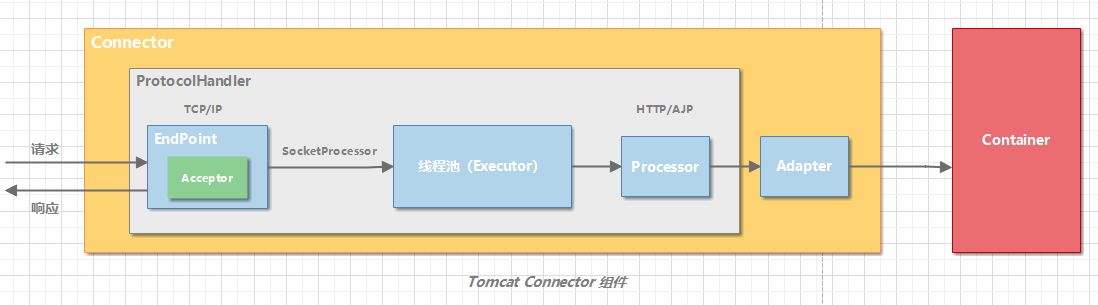 Connector
ProtocolHandler
TCP/IP
HTTP/AJP
EndPoint
请求
SocketProcessor
线程池（Executor）
Processor
Adapter
Container
Acceptor
响应
Tomcat Connector 组件